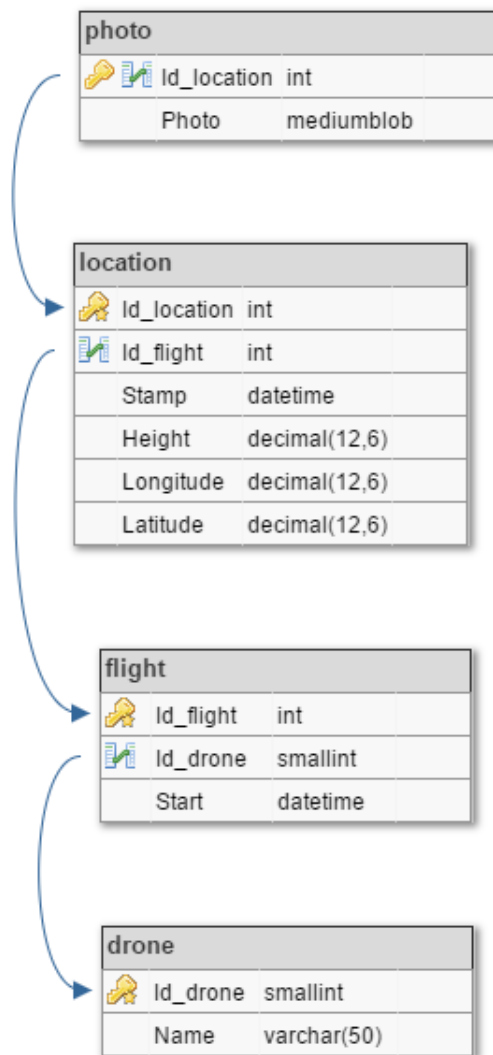 photo
Id_location int
Photo mediumblob
location
Id_location int
Id_flight int
Stamp datetime
Height decimal(12,6)
Longitude decimal(12,6)
Latitude decimal(12,6)
flight
Id_flight int
Id_drone smallint
Start datetime
drone
Id_drone smallint
Name varchar(50)